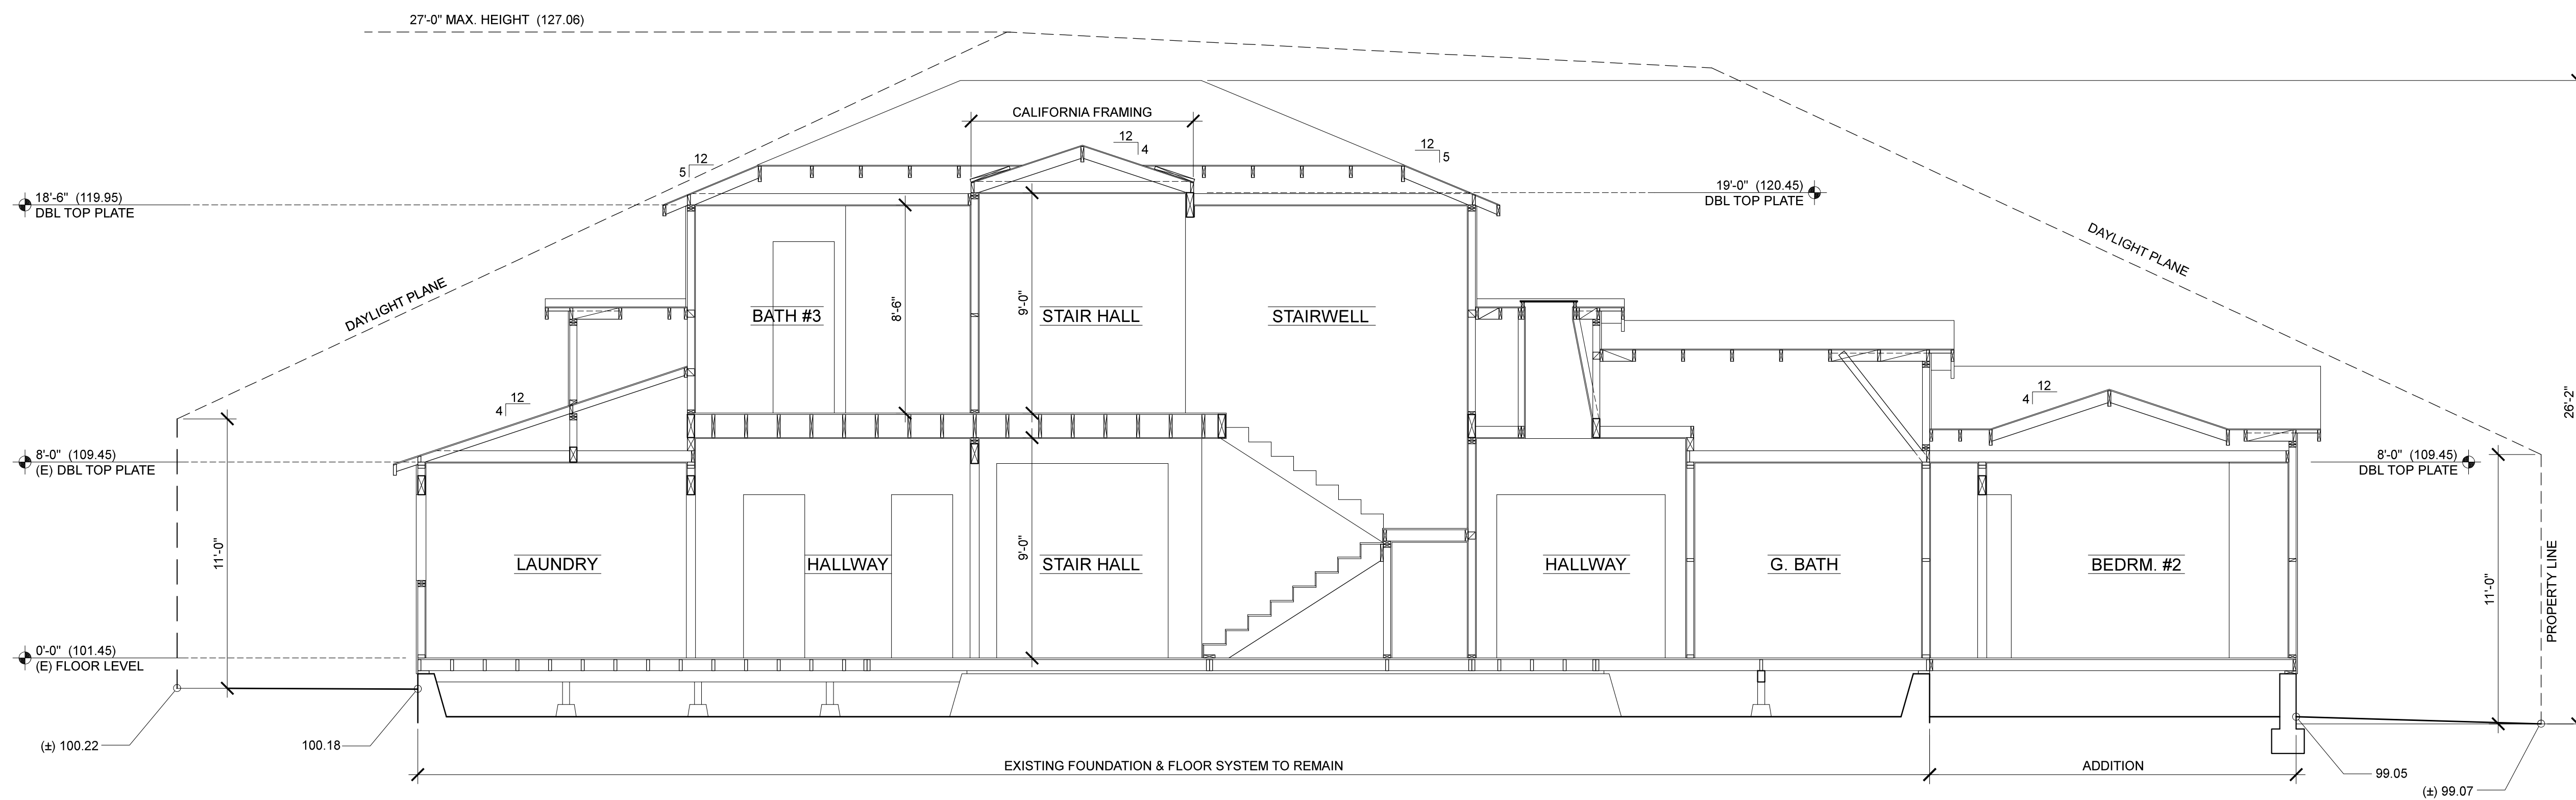 27'-0" MAX. HEIGHT (127.06)
CALIFORNIA FRAMING
12
4
12
5
12
5
18'-6" (119.95)
DBL TOP PLATE
19'-0" (120.45)
DBL TOP PLATE
DAYLIGHT PLANE
DAYLIGHT PLANE
BATH #3
8'-6"
9'-0"
STAIR HALL
STAIRWELL
12
4
12
4
26'-2"
8'-0" (109.45)
(E) DBL TOP PLATE
8'-0" (109.45)
DBL TOP PLATE
11'-0"
LAUNDRY
HALLWAY
9'-0"
STAIR HALL
HALLWAY
G. BATH
BEDRM. #2
11'-0"
PROPERTY LINE
0'-0" (101.45)
(E) FLOOR LEVEL
(±) 100.22
100.18
EXISTING FOUNDATION & FLOOR SYSTEM TO REMAIN
ADDITION
99.05
(±) 99.07